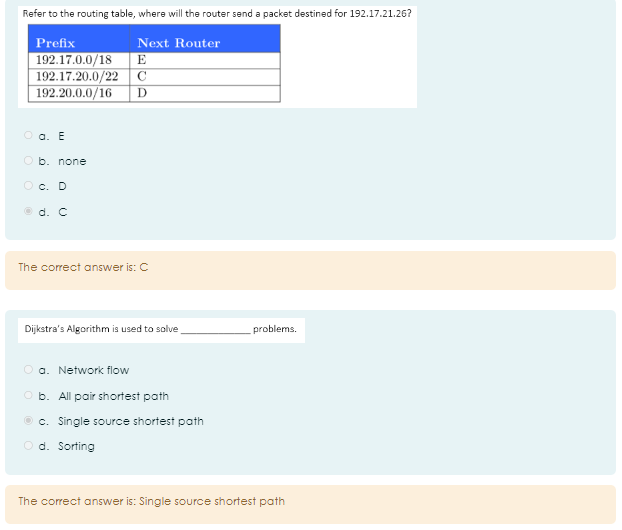 Refer to the routing table, where will the router send a packet destined for 192.17.21.26?
Prefix Next Router
192.17.0.0/18 E
192.17.20.0/22 C
192.20.0.0/16 D
a. E
b. none
c. D
d. C
The correct answer is: C
Dijkstra's Algorithm is used to solve ____________ problems.
a. Network flow
b. All pair shortest path
c. Single source shortest path
d. Sorting
The correct answer is: Single source shortest path